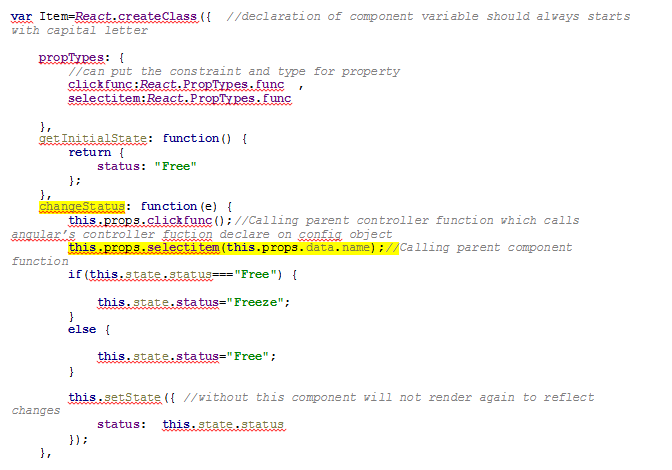 var Item=React.createClass({  //declaration of component variable should always starts
with capital letter
    propTypes: {
        //can put the constraint and type for property
        clickfunc:React.PropTypes.func  ,
        selectitem:React.PropTypes.func
    },
    getInitialState: function() {
        return {
            status: "Free"
        };
    },
    changeStatus: function(e) {
        this.props.clickfunc();//Calling parent controller function which calls
angular's controller fuction declare on config object
        this.props.selectitem(this.props.data.name);//Calling parent component
function
        if(this.state.status==="Free") {
            this.state.status="Freeze";
        }
        else {
            this.state.status="Free";
        }
        this.setState({ //without this component will not render again to reflect
changes
            status:  this.state.status
        });
    },